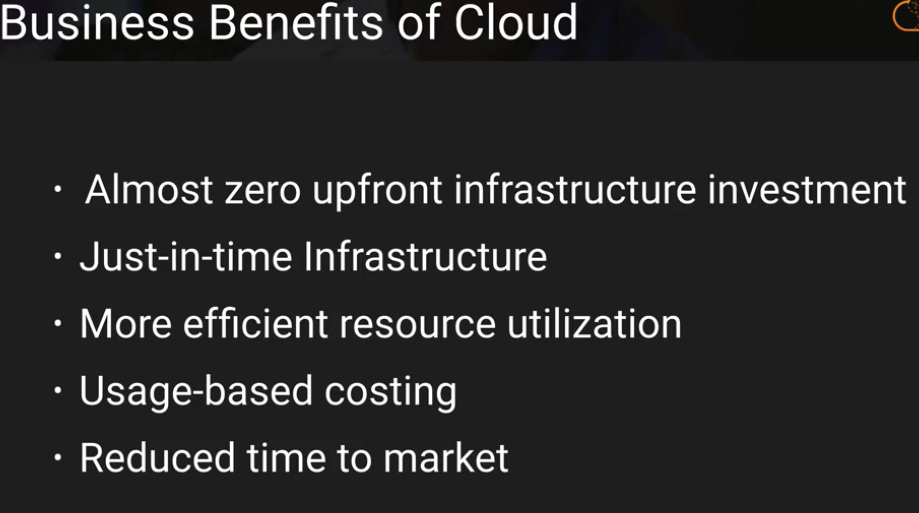 Business Benefits of Cloud
· Almost zero upfront infrastructure investment
· Just-in-time Infrastructure
· More efficient resource utilization
· Usage-based costing
· Reduced time to market